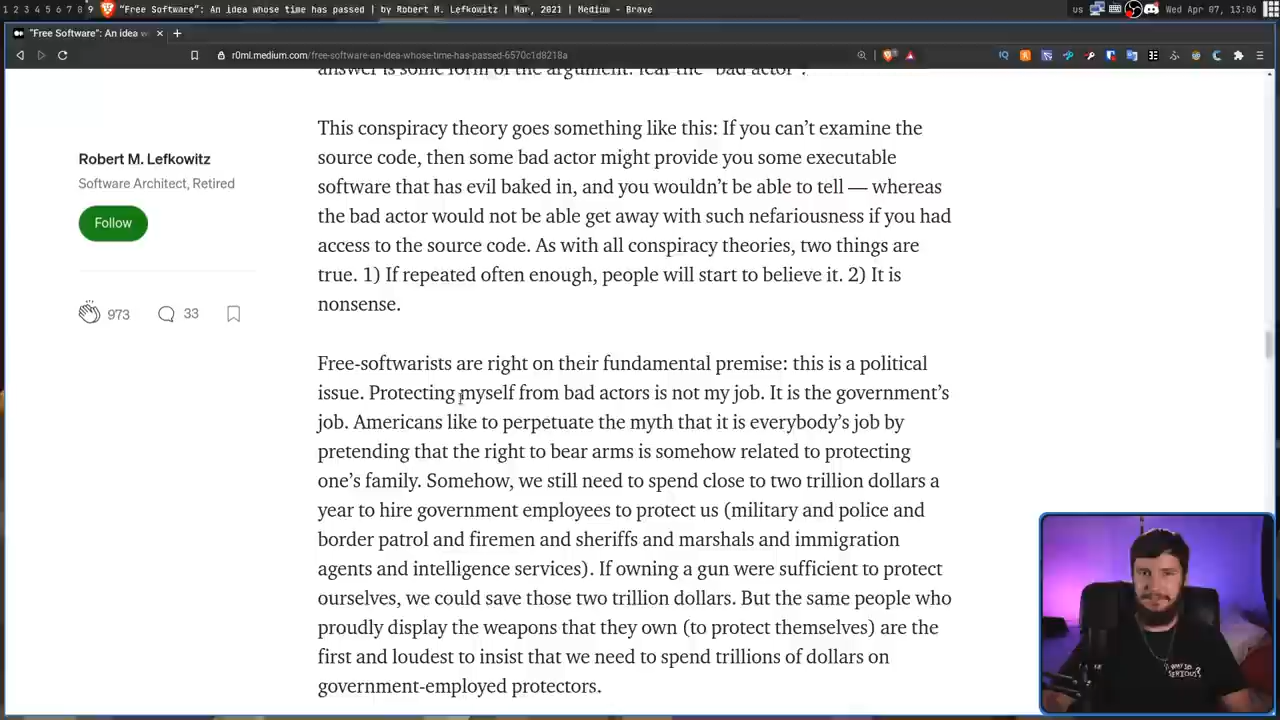 1 2 3 4 5 6 7 8 9 "Free Software": An idea whose time has passed | by Robert M. Lefkowitz | Mar, 2021 | Medium - Brave us Wed Apr 07, 13:06
"Free Software": An idea w
r0ml.medium.com/free-software-an-idea-whose-time-has-passed-6570c1d8218a
answer is some form of the argument: fear the "bad actor".
This conspiracy theory goes something like this: If you can't examine the
source code, then some bad actor might provide you some executable
software that has evil baked in, and you wouldn't be able to tell — whereas
the bad actor would not be able get away with such nefariousness if you had
access to the source code. As with all conspiracy theories, two things are
true. 1) If repeated often enough, people will start to believe it. 2) It is
nonsense.
Robert M. Lefkowitz
Software Architect, Retired
Follow
973 33
Free-softwarists are right on their fundamental premise: this is a political
issue. Protecting myself from bad actors is not my job. It is the government's
job. Americans like to perpetuate the myth that it is everybody's job by
pretending that the right to bear arms is somehow related to protecting
one's family. Somehow, we still need to spend close to two trillion dollars a
year to hire government employees to protect us (military and police and
border patrol and firemen and sheriffs and marshals and immigration
agents and intelligence services). If owning a gun were sufficient to protect
ourselves, we could save those two trillion dollars. But the same people who
proudly display the weapons that they own (to protect themselves) are the
first and loudest to insist that we need to spend trillions of dollars on
government-employed protectors.
SERIOUS?